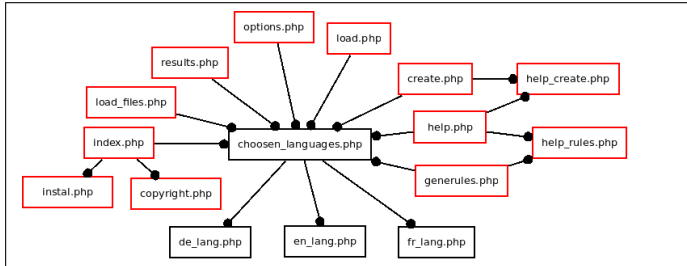 options.php
load.php
results.php
create.php
help_create.php
load_files.php
help.php
index.php
choosen_languages.php
help_rules.php
generules.php
instal.php
copyright.php
de_lang.php
en_lang.php
fr_lang.php